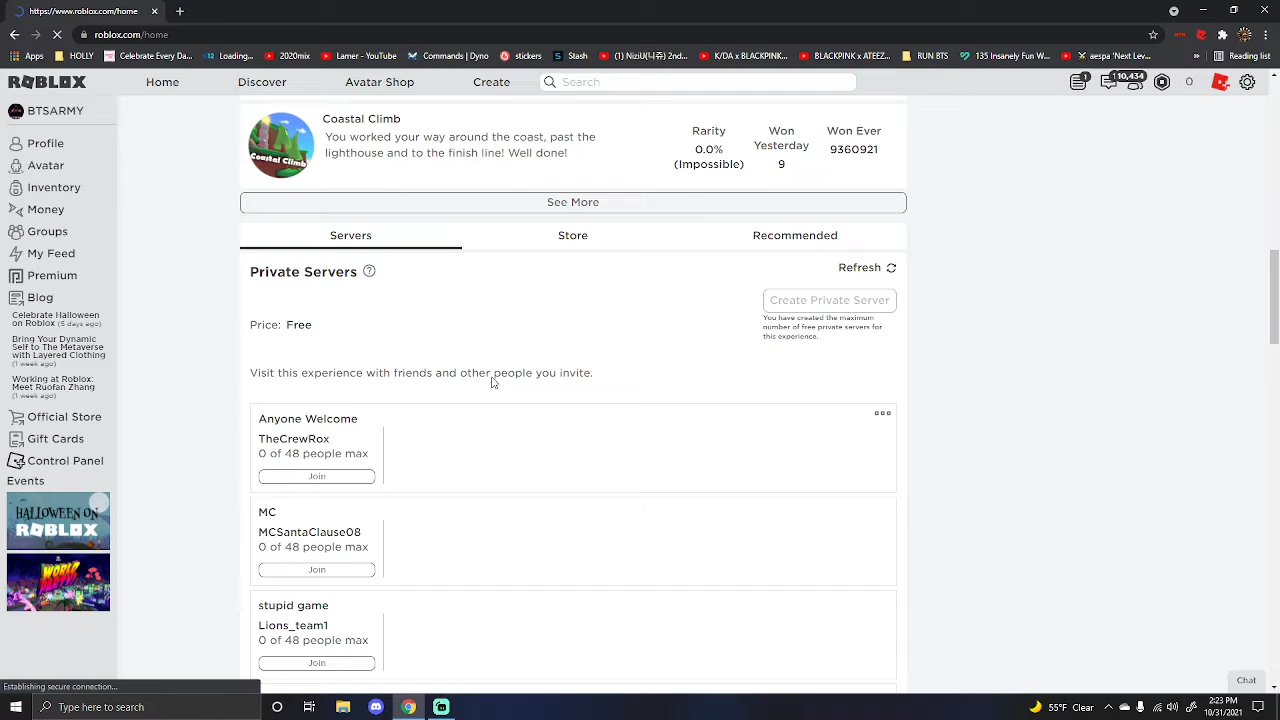 https://www.roblox.com/home
roblox.com/home
Apps
HOLLY
Celebrate Every Da...
x12 Loading...
2020mix
Lamer - YouTube
Commands | Dyno
stickers
Stash
K/DA x BLACKPINK...
BLACKPINK x ATEEZ...
RUN BTS
135 Insanely Fun W...
aespa 'Next Lev...
»
Reading list
ROBLOX
Home
Discover
Avatar Shop
Create
Search
1
110,434
0
BTSARMY
Profile
Avatar
Inventory
Money
Groups
My Feed
Premium
Blog
Celebrate Halloween
on Roblox (5 days ago)
Bring Your Dynamic
Self to The Metaverse
with Layered Clothing
(1 week ago)
Working at Roblox:
Meet Ruofan Zhang
(1 week ago)
Official Store
Gift Cards
Control Panel
Events
HALLOWEEN ON
ROBLOX
WORLD
PARTY
Coastal Climb
Coastal Climb
You worked your way around the coast, past the
lighthouse and to the finish line! Well done!
Rarity
0.0%
(Impossible)
Won
Yesterday
9
Won Ever
9360921
See More
Servers
Store
Recommended
Private Servers
Refresh
Price: Free
Create Private Server
You have created the maximum
number of free private servers for
this experience.
Visit this experience with friends and other people you invite.
Anyone Welcome
TheCrewRox
0 of 48 people max
Join
MC
MCSantaClause08
0 of 48 people max
Join
stupid game
Lions_team1
0 of 48 people max
Join
Chat
Establishing secure connection...
Type here to search
55°F Clear
2:23 PM
10/31/2021